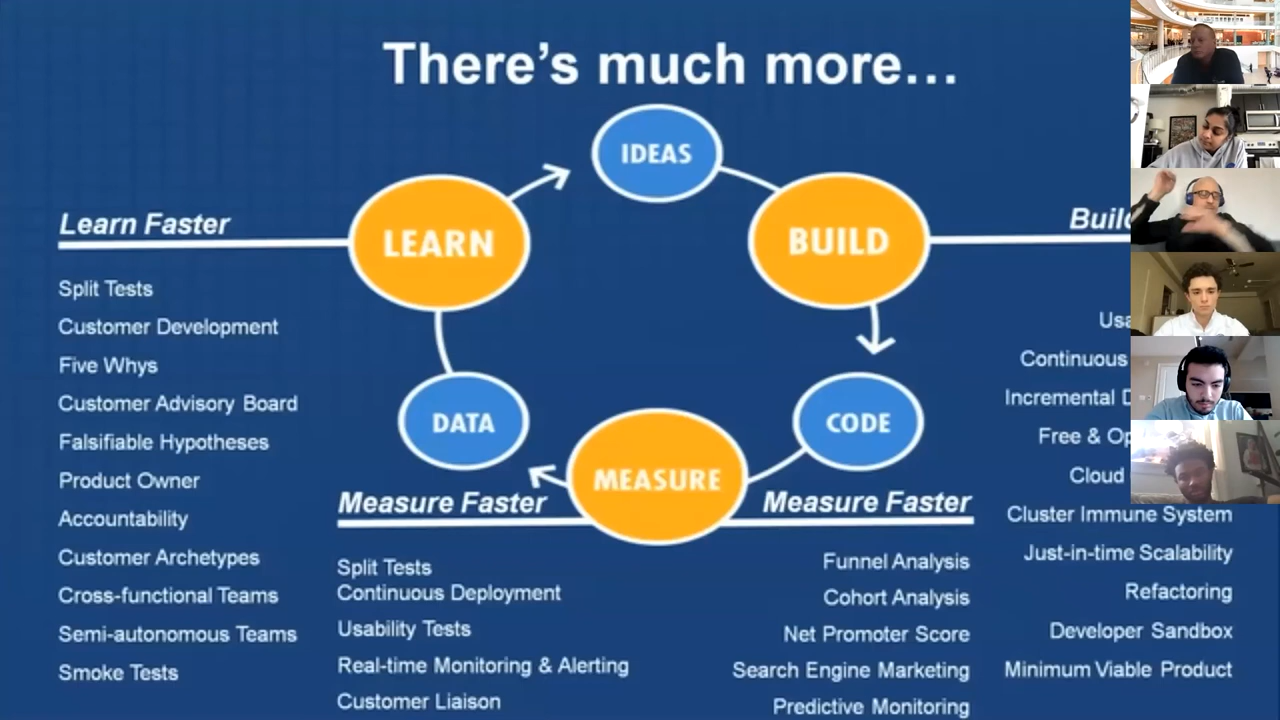 There's much more...
IDEAS
LEARN
BUILD
DATA
CODE
MEASURE
Learn Faster
Split Tests
Customer Development
Five Whys
Customer Advisory Board
Falsifiable Hypotheses
Product Owner
Accountability
Customer Archetypes
Cross-functional Teams
Semi-autonomous Teams
Smoke Tests
Measure Faster
Split Tests
Continuous Deployment
Usability Tests
Real-time Monitoring & Alerting
Customer Liaison
Measure Faster
Funnel Analysis
Cohort Analysis
Net Promoter Score
Search Engine Marketing
Predictive Monitoring
Continuous
Incremental
Free &
Cloud
Cluster Immune System
Just-in-time Scalability
Refactoring
Developer Sandbox
Minimum Viable Product